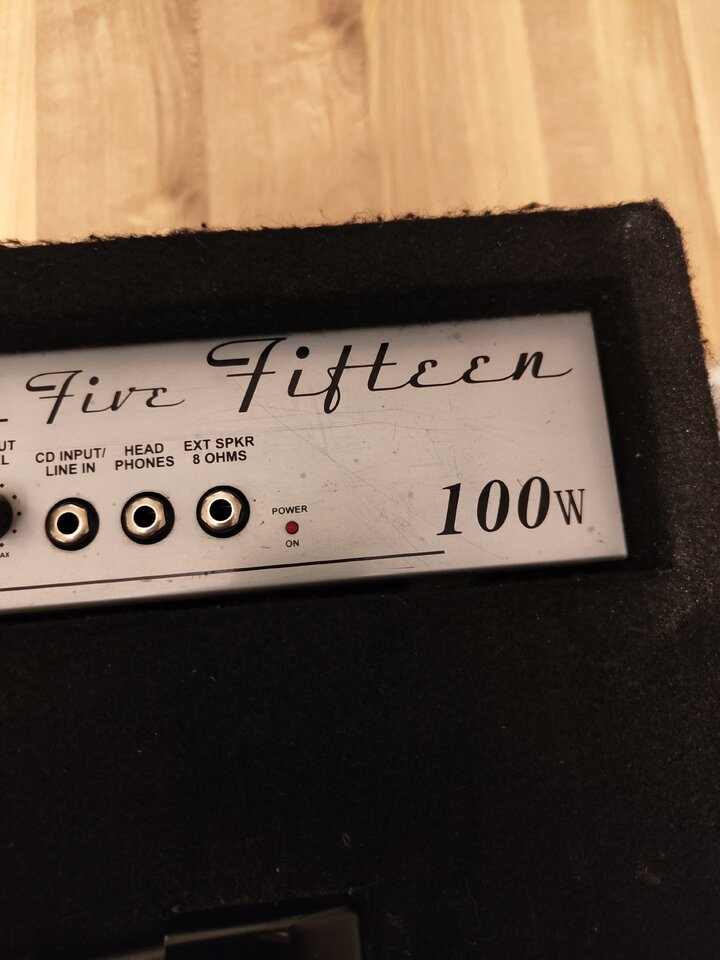 Five Fifteen
CD INPUT/ LINE IN
HEAD PHONES
EXT SPKR 8 OHMS
POWER
ON
100W